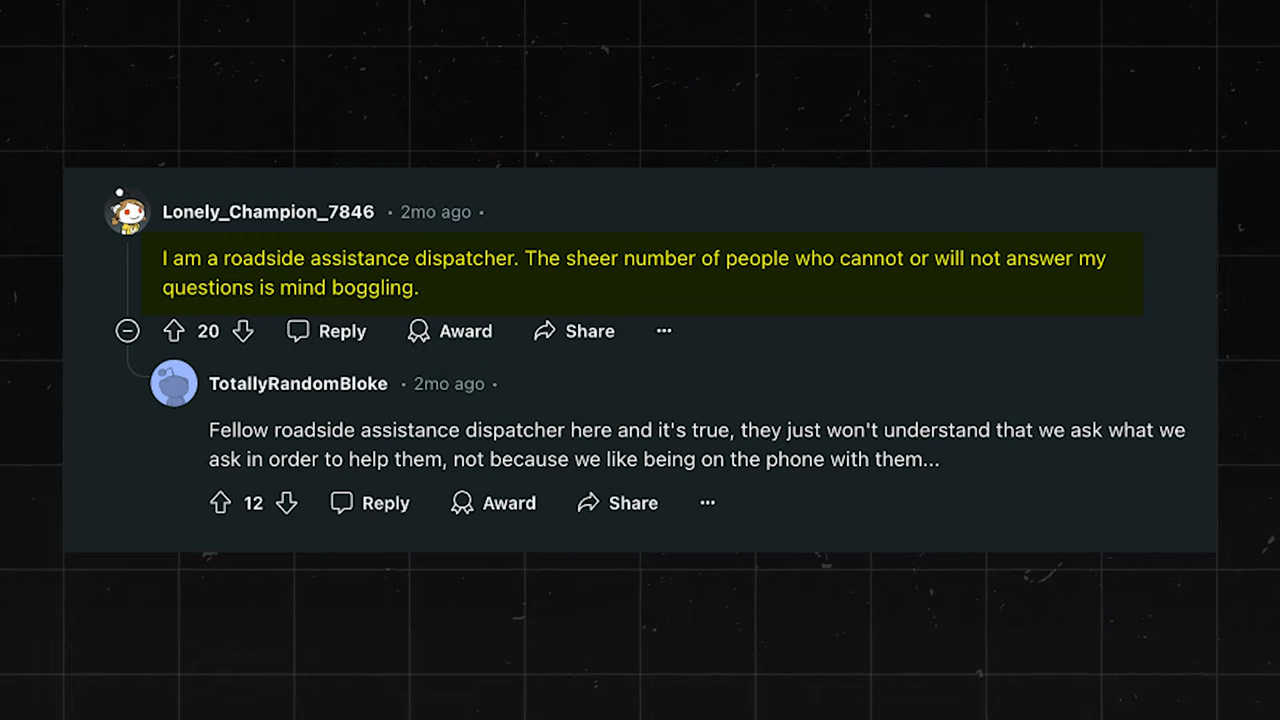 Lonely_Champion_7846 • 2mo ago •
I am a roadside assistance dispatcher. The sheer number of people who cannot or will not answer my
questions is mind boggling.
20 Reply Award Share ...
TotallyRandomBloke • 2mo ago •
Fellow roadside assistance dispatcher here and it's true, they just won't understand that we ask what we
ask in order to help them, not because we like being on the phone with them...
12 Reply Award Share ...